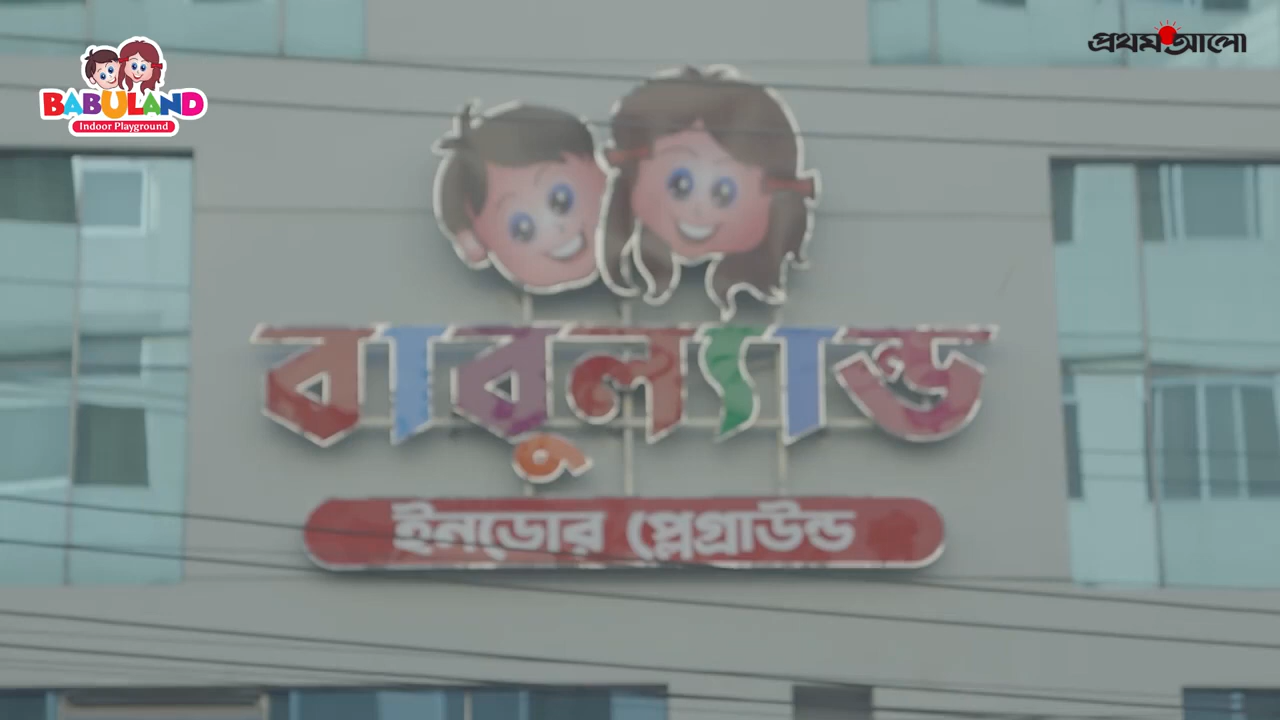 BABULAND
Indoor Playground
প্রথম আলো
বাবুল্যান্ড
ইনডোর প্লেগ্রাউন্ড